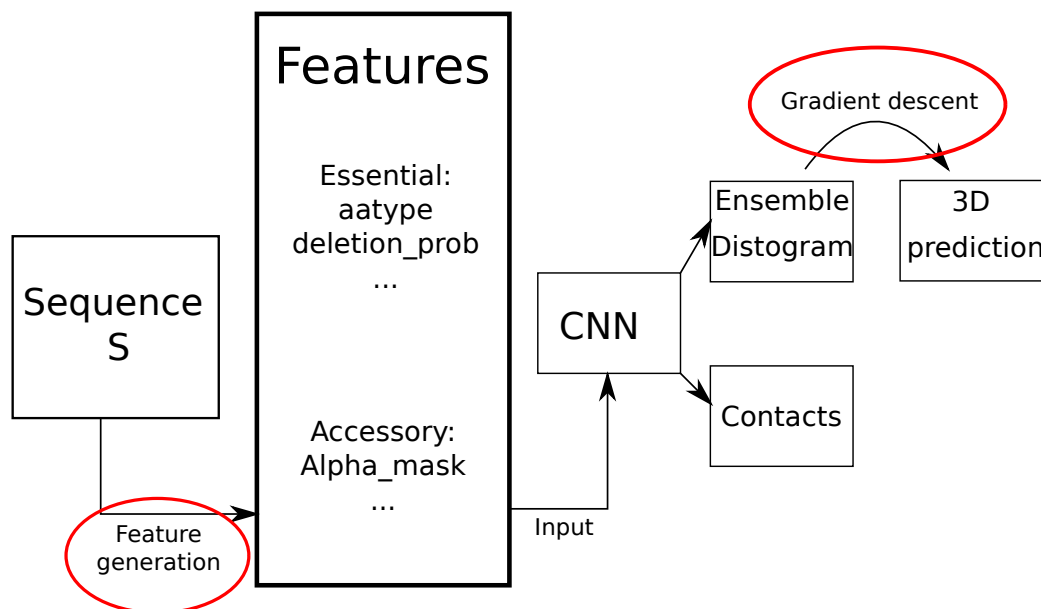 Sequence
S
Feature
generation
Features
Essential:
aatype
deletion_prob
...
Accessory:
Alpha_mask
...
Input
CNN
Gradient descent
Ensemble
Distogram
3D
prediction
Contacts